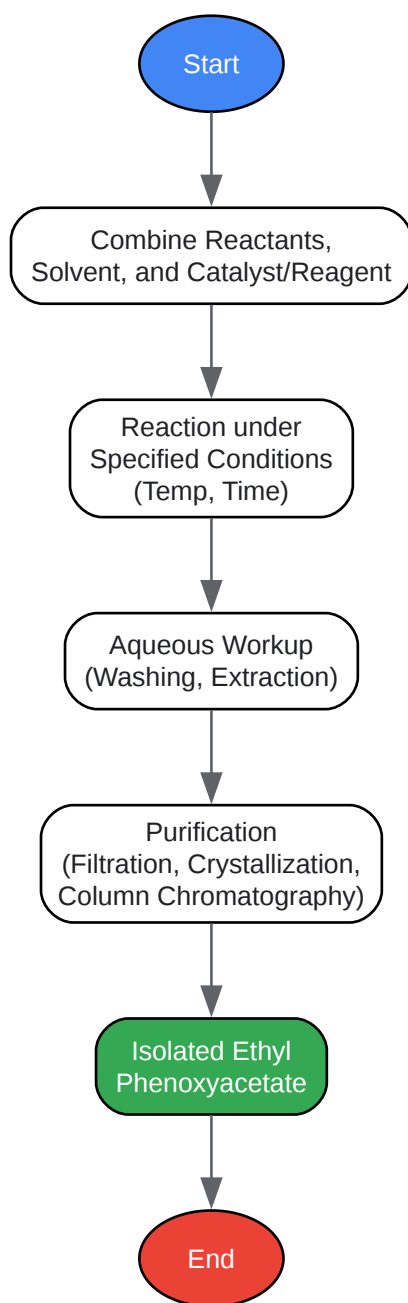 Start
Combine Reactants,
Solvent, and Catalyst/Reagent
Reaction under
Specified Conditions
(Temp, Time)
Aqueous Workup
(Washing, Extraction)
Purification
(Filtration, Crystallization,
Column Chromatography)
Isolated Ethyl
Phenoxyacetate
End